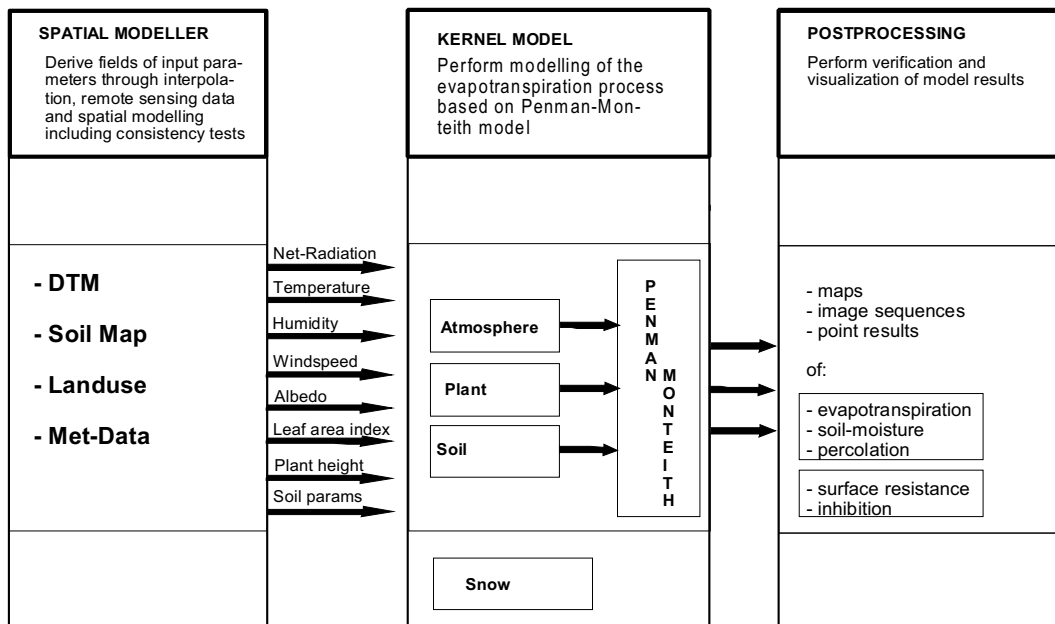 SPATIAL MODELLER
Derive fields of input para-
meters through interpola-
tion, remote sensing data
and spatial modelling
including consistency tests
- DTM
- Soil Map
- Landuse
- Met-Data
Net-Radiation
Temperature
Humidity
Windspeed
Albedo
Leaf area index
Plant height
Soil params
KERNEL MODEL
Perform modelling of the
evapotranspiration process
based on Penman-Mon-
teith model
Atmosphere
Plant
Soil
PENMAN
MONTEITH
Snow
POSTPROCESSING
Perform verification and
visualization of model results
- maps
- image sequences
- point results
of:
- evapotranspiration
- soil-moisture
- percolation
- surface resistance
- inhibition